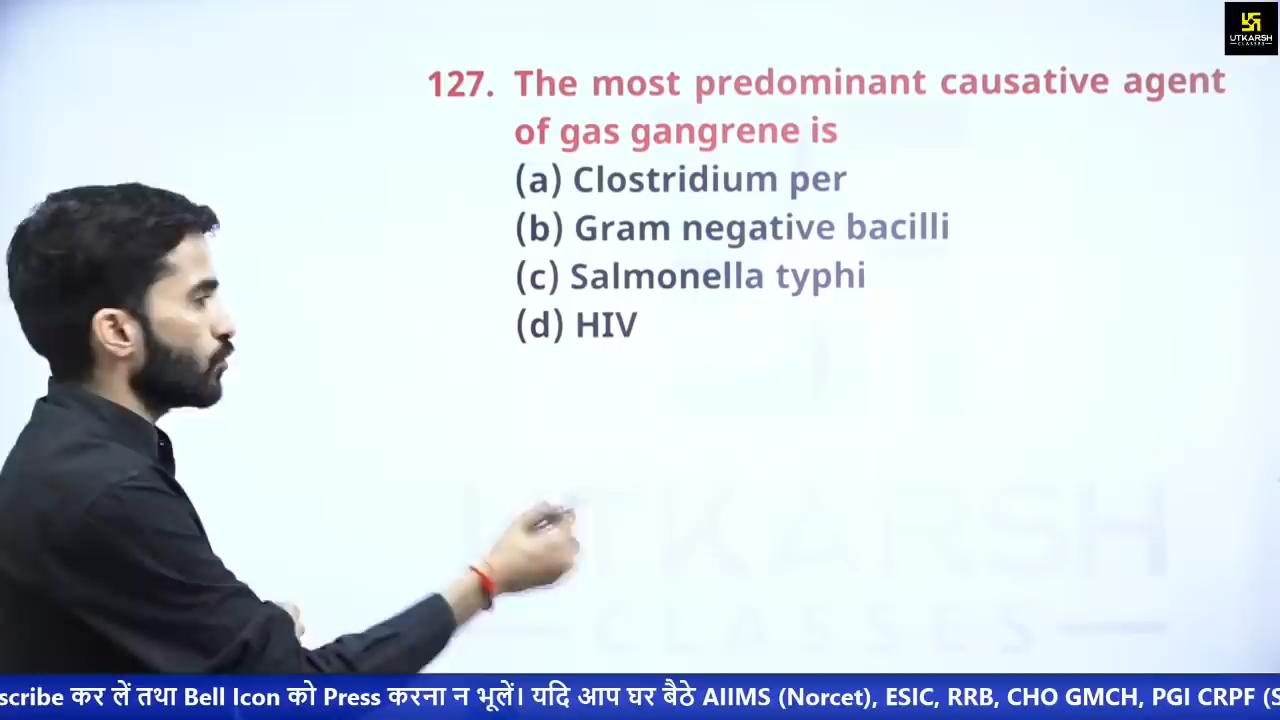 UTKARSH
CLASSES
127. The most predominant causative agent
of gas gangrene is
(a) Clostridium per
(b) Gram negative bacilli
(c) Salmonella typhi
(d) HIV
UTKARSH
CLASSES
scribe कर लें तथा Bell Icon को Press करना न भूलें। यदि आप घर बैठे AIIMS (Norcet), ESIC, RRB, CHO GMCH, PGI CRPF (S